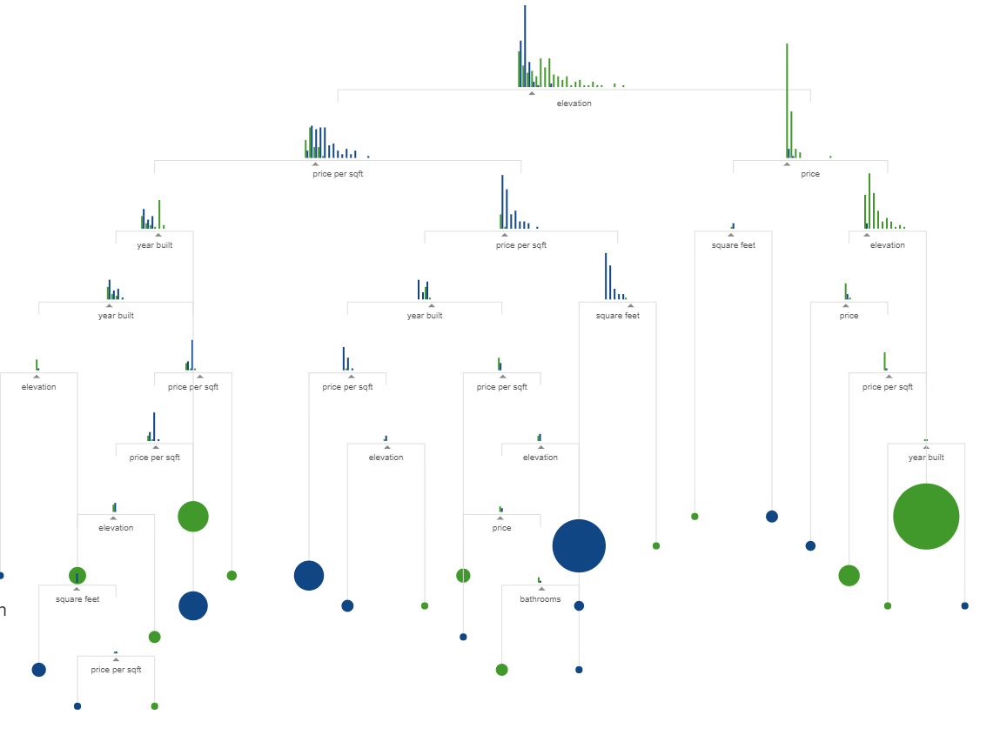 elevation
price per sqft
price
year built
price per sqft
square feet
elevation
year built
year built
square feet
price
elevation
price per sqft
price per sqft
price per sqft
price per sqft
price per sqft
elevation
elevation
year built
elevation
price
square feet
bathrooms
n
price per sqft